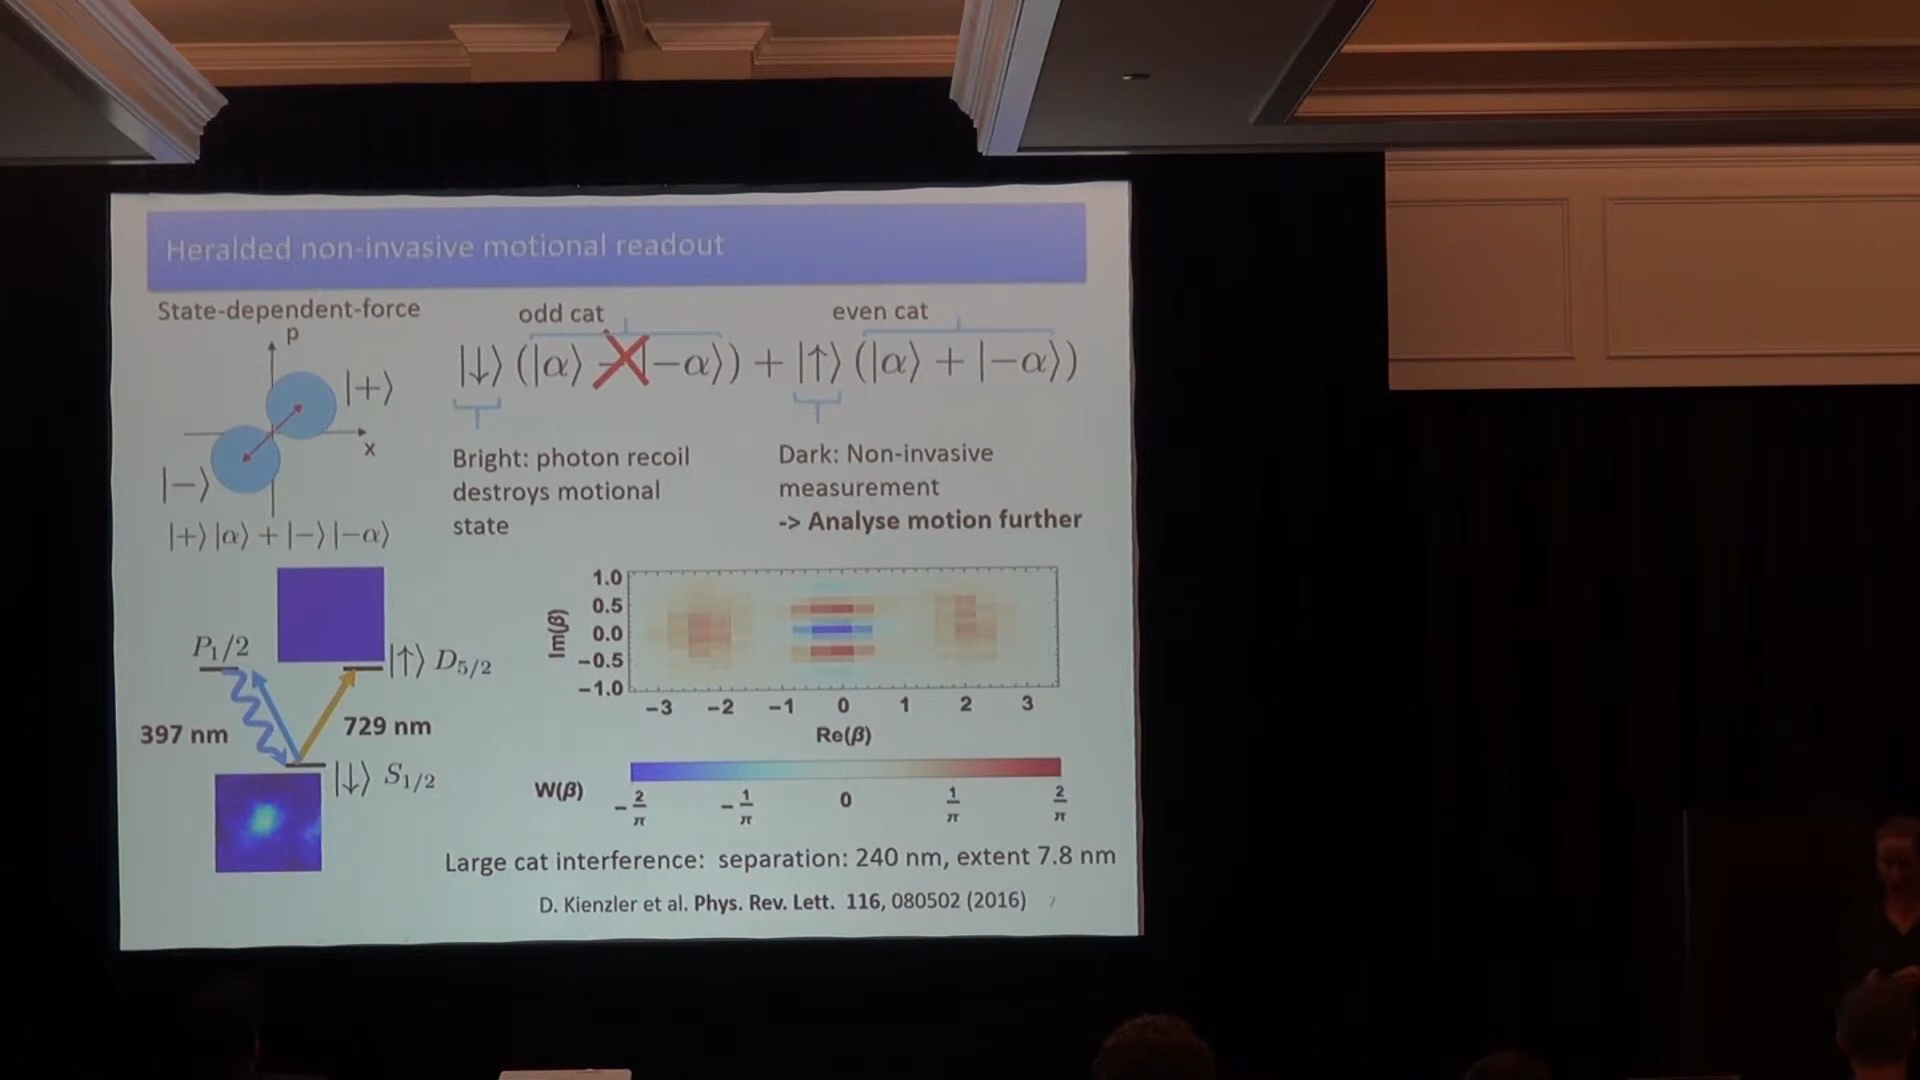 Heralded non-invasive motional readout
State-dependent-force
P
|+⟩
x
|−⟩
|+⟩|α⟩ + |−⟩|−α⟩
odd cat
even cat
|↓⟩ (|α⟩ − |−α⟩) + |↑⟩ (|α⟩ + |−α⟩)
Bright: photon recoil
destroys motional
state
Dark: Non-invasive
measurement
-> Analyse motion further
P1/2
|↑⟩ D5/2
397 nm
729 nm
|↓⟩ S1/2
Im(β)
1.0
0.5
0.0
−0.5
−1.0
−3 −2 −1 0 1 2 3
Re(β)
W(β)
−2/π −1/π 0 1/π 2/π
Large cat interference: separation: 240 nm, extent 7.8 nm
D. Kienzler et al. Phys. Rev. Lett. 116, 080502 (2016) 7